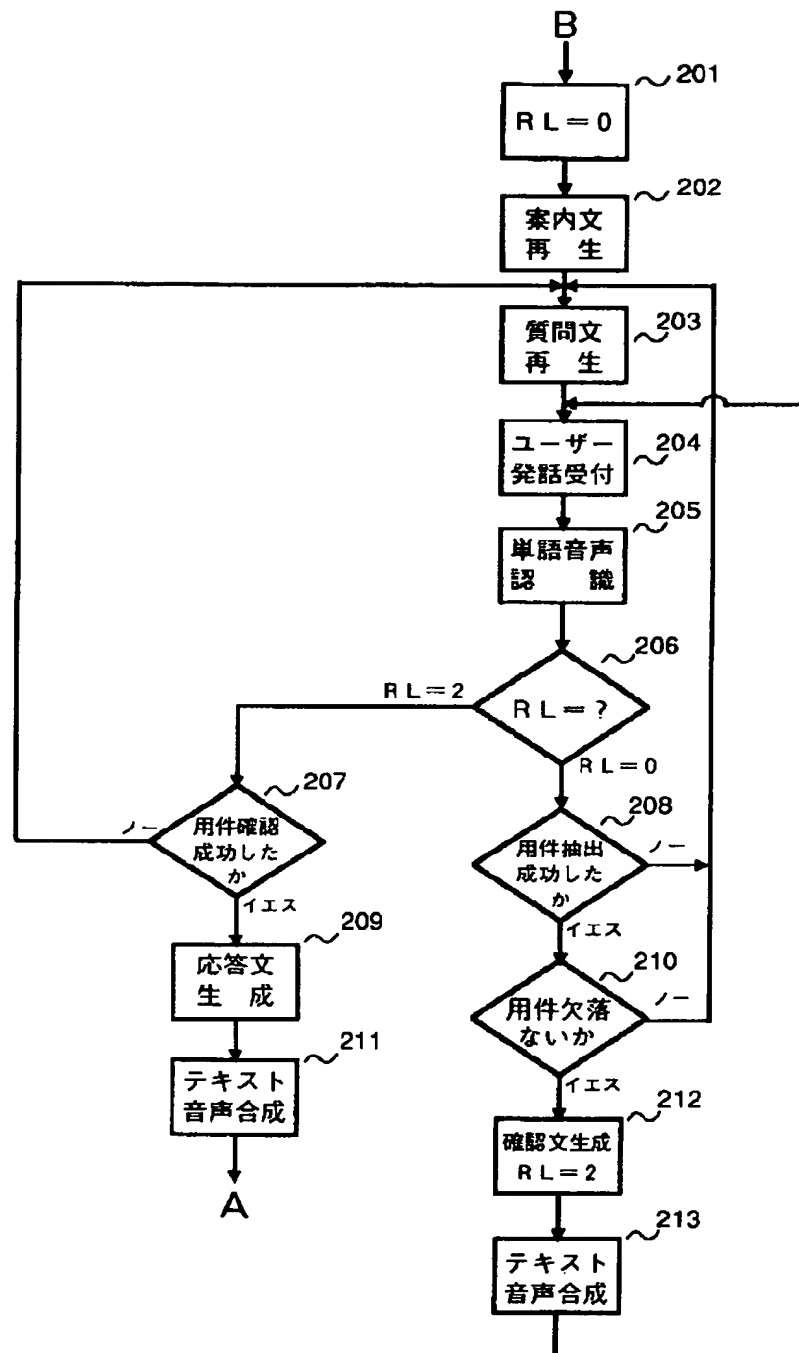 B
201
RL=0
202
案内文
再 生
質問文
再 生
203
ユーザー
発話受付
204
205
単語音声
認 識
206
RL=2
RL=?
RL=0
207
208
ノー
用件確認
成功した
か
用件抽出
成功した
か
ノー
イエス
イエス
209
210
応答文
生 成
用件欠落
ないか
ノー
211
イエス
テキスト
音声合成
212
確認文生成
RL=2
A
213
テキスト
音声合成